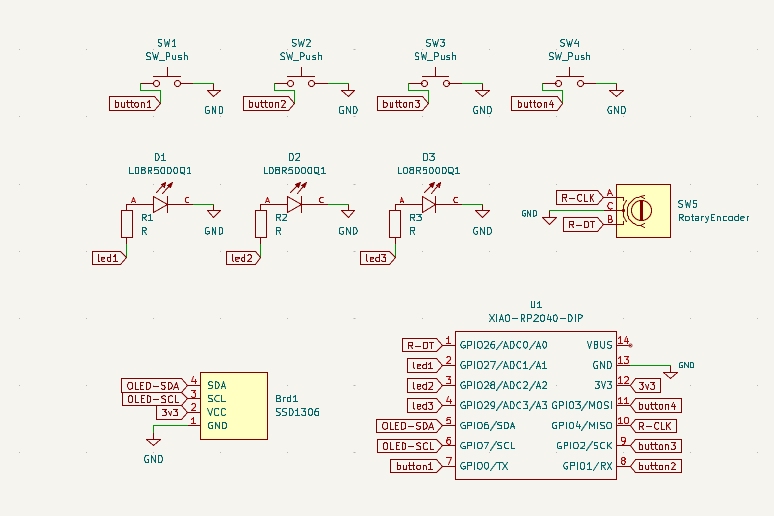 SW1
SW_Push
button1
GND
SW2
SW_Push
button2
GND
SW3
SW_Push
button3
GND
SW4
SW_Push
button4
GND
D1
LOBR5000Q1
A
C
R1
R
GND
led1
D2
LOBR5000Q1
A
C
R2
R
GND
led2
D3
LOBR5000Q1
A
C
R3
R
GND
led3
R-CLK
A
GND
C
R-DT
B
SW5
RotaryEncoder
OLED-SDA 4 SDA
OLED-SCL 3 SCL
3v3 2 VCC
1 GND
GND
Brd1
SSD1306
U1
XIAO-RP2040-DIP
R-DT 1 GPIO26/ADC0/A0 VBUS 14
led1 2 GPIO27/ADC1/A1 GND 13 GND
led2 3 GPIO28/ADC2/A2 3V3 12 3v3
led3 4 GPIO29/ADC3/A3 GPIO3/MOSI 11 button4
OLED-SDA 5 GPIO6/SDA GPIO4/MISO 10 R-CLK
OLED-SCL 6 GPIO7/SCL GPIO2/SCK 9 button3
button1 7 GPIO0/TX GPIO1/RX 8 button2